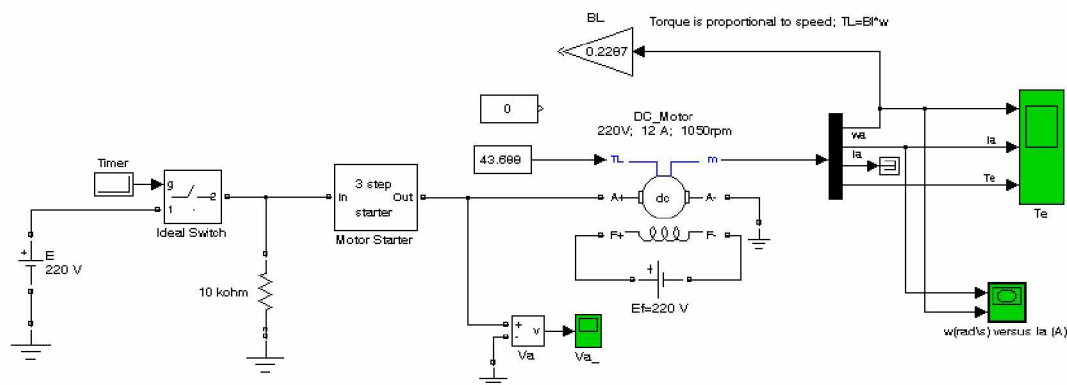 BL
Torque is proportional to speed; TL=Bl*w
0.2287
0
DC_Motor
220V; 12 A; 1050rpm
43.688
TL
m
wa
Ia
Ia
Te
Te
Timer
g
1
2
Ideal Switch
3 step
starter
In
Out
Motor Starter
A+
dc
A-
F+
F-
+
Ef=220 V
+
E
220 V
10 kohm
+
-
v
Va
Va_
w(rad\s) versus Ia (A)